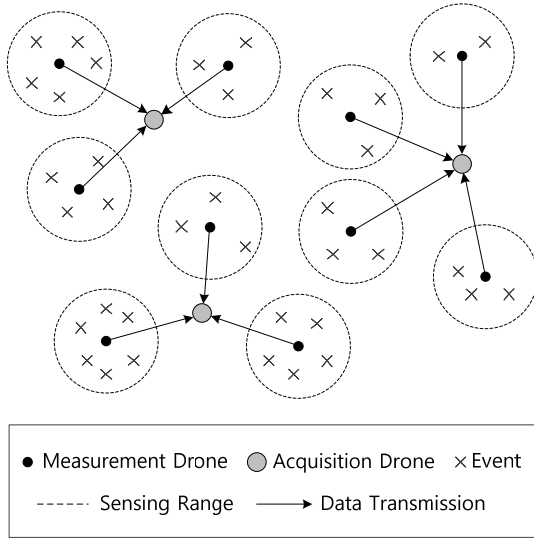 Measurement Drone Acquisition Drone Event
Sensing Range Data Transmission